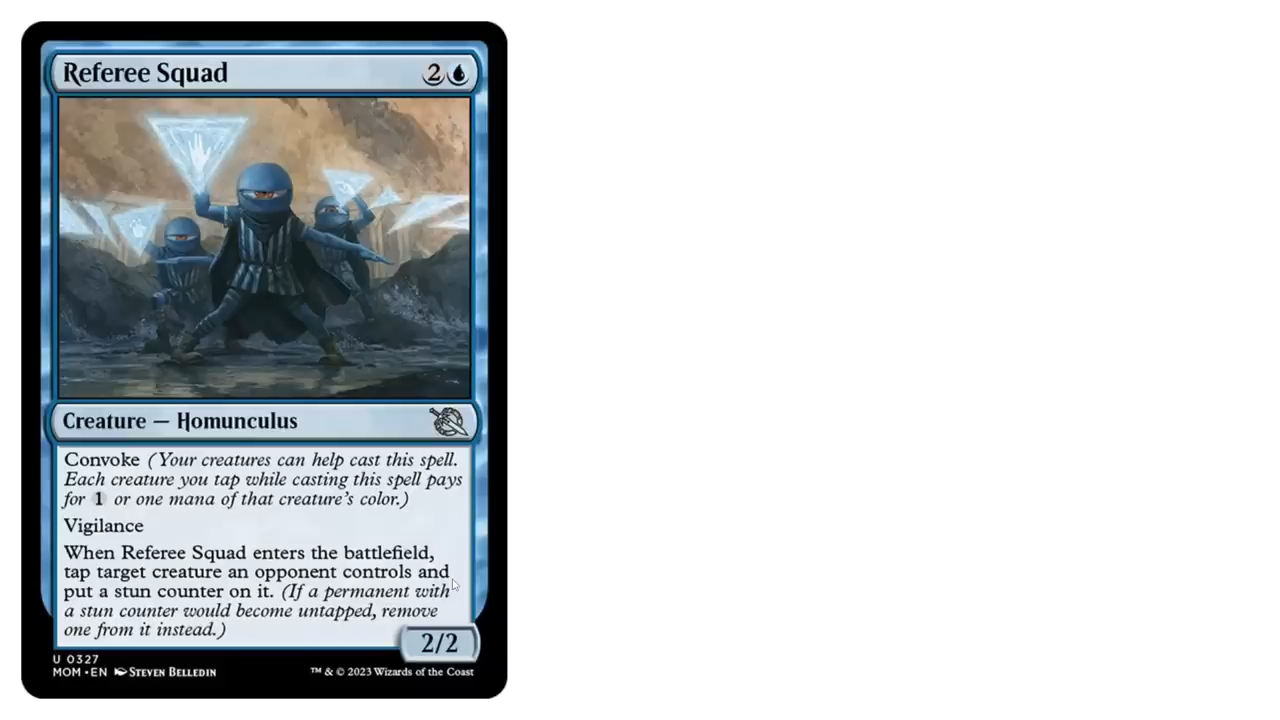 Referee Squad 2
Creature — Homunculus
Convoke (Your creatures can help cast this spell.
Each creature you tap while casting this spell pays
for 1 or one mana of that creature's color.)
Vigilance
When Referee Squad enters the battlefield,
tap target creature an opponent controls and
put a stun counter on it. (If a permanent with
a stun counter would become untapped, remove
one from it instead.)
2/2
U 0327
MOM • EN Steven Belledin ™ & © 2023 Wizards of the Coast